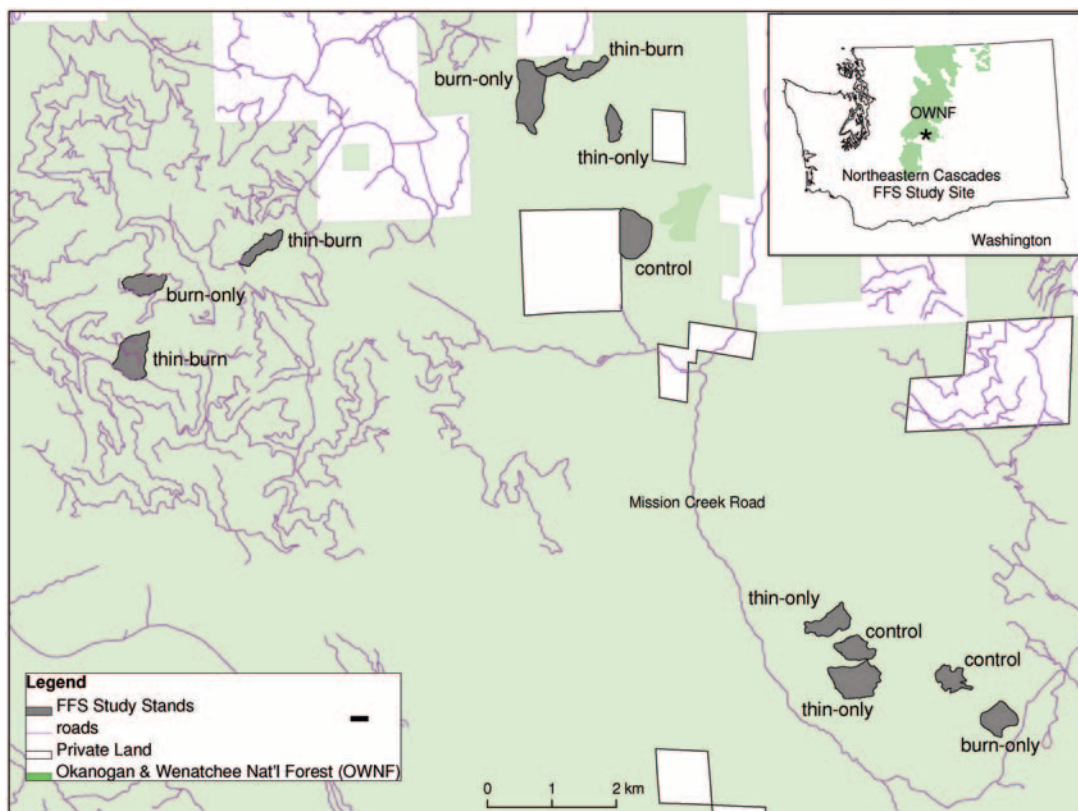 thin-burn
burn-only
thin-only
OWNF
*
Northeastern Cascades
FFS Study Site
Washington
thin-burn
control
burn-only
thin-burn
Mission Creek Road
thin-only
control
control
thin-only
burn-only
Legend
FFS Study Stands
roads
Private Land
Okanogan & Wenatchee Nat'l Forest (OWNF)
0 1 2 km